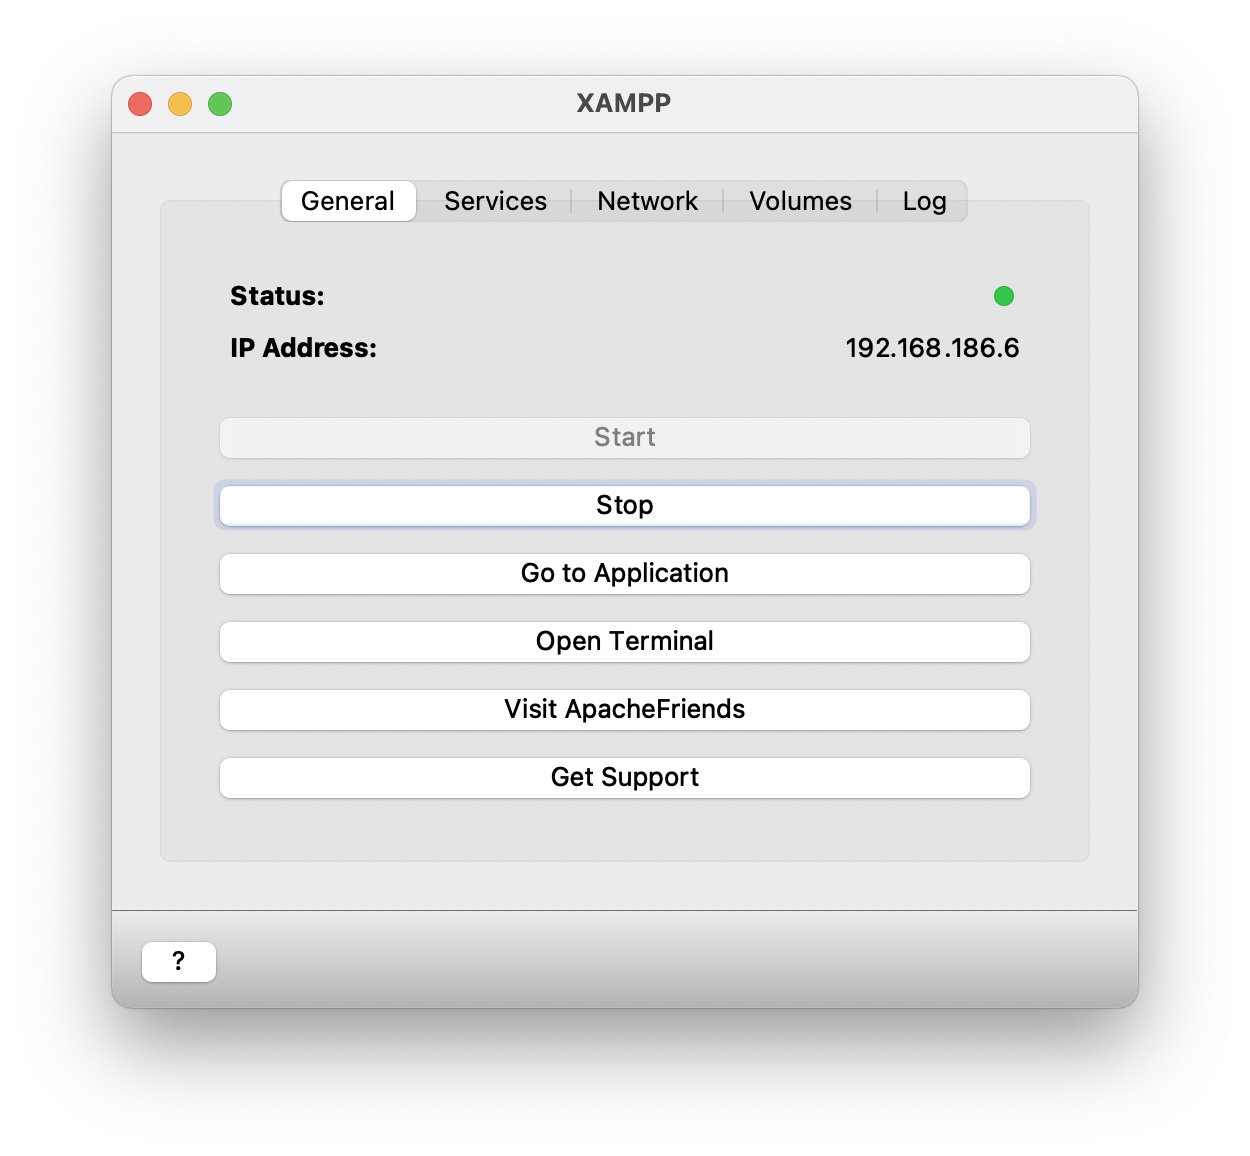 XAMPP
General Services Network Volumes Log
Status:
IP Address: 192.168.186.6
Start
Stop
Go to Application
Open Terminal
Visit ApacheFriends
Get Support
?